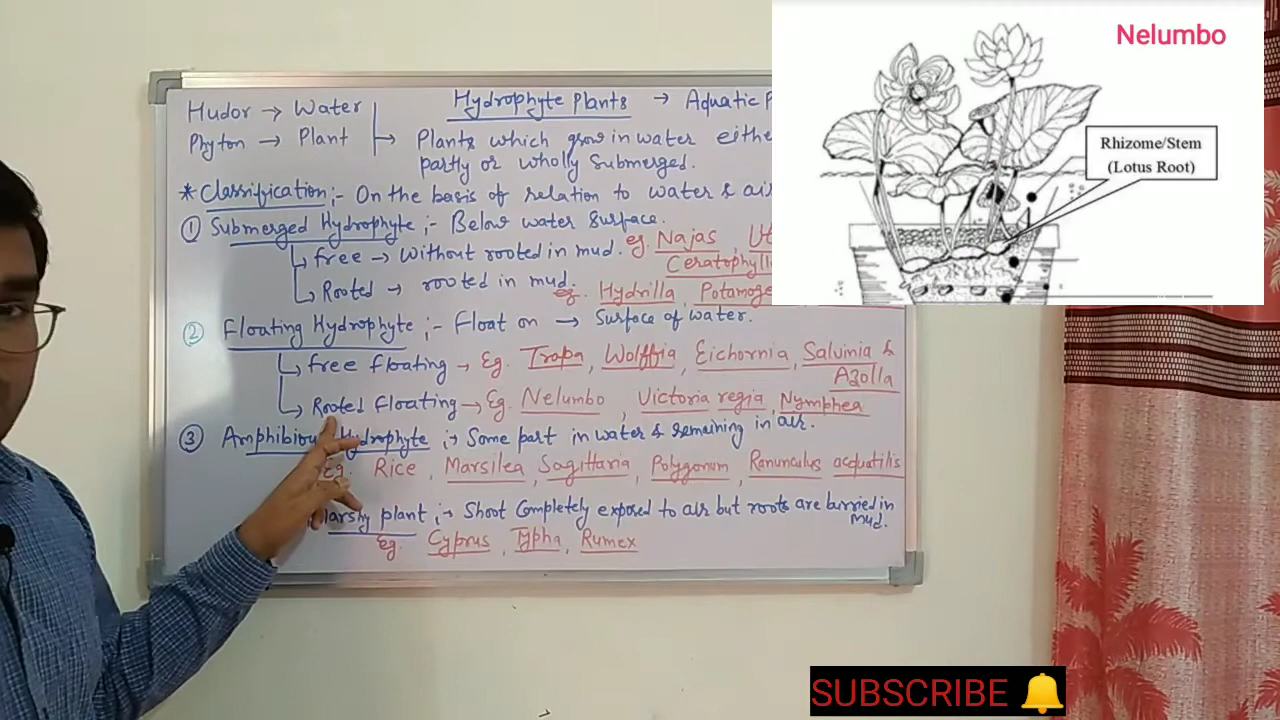 Nelumbo
Rhizome/Stem
(Lotus Root)
Hudor → Water
Phyton → Plant
Hydrophyte Plants → Aquatic P
→ Plants which grow in water eithe
partly or wholly submerged.
* Classification :- On the basis of relation to water & air
① Submerged Hydrophyte :- Below water surface.
↳ free → Without rooted in mud. eg. Najas, Ut
Ceratophyll
↳ Rooted → rooted in mud.
eg. Hydrilla, Potamoge
② Floating Hydrophyte :- Float on → Surface of water.
↳ free floating → Eg. Trapa, Wolffia, Eichornia, Salvinia &
Azolla
↳ Rooted floating → Eg. Nelumbo, Victoria regia, Nymphea
③ Amphibiou Hydrophyte :- Some part in water & remaining in air.
Eg. Rice, Marsilea, Sagittaria, Polygonum, Ranunculus acquatilis
arshy plant :- Shoot Completely exposed to air but roots are burried in
mud.
Eg. Cyprus, Typha, Rumex
SUBSCRIBE